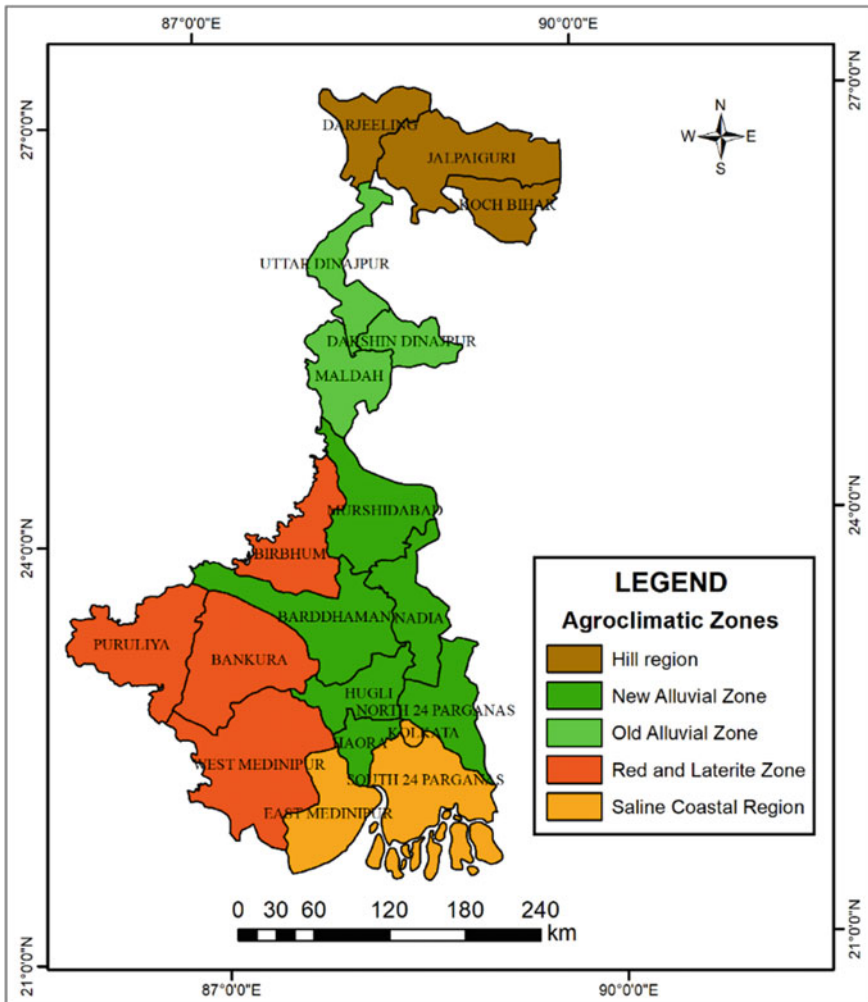 87°0'0"E
90°0'0"E
27°0'0"N
27°0'0"N
N
W E
S
DARJEELING
JALPAIGURI
KOCH BIHAR
UTTAR DINAJPUR
DAKSHIN DINAJPUR
MALDAH
MURSHIDABAD
24°0'0"N
24°0'0"N
BIRBHUM
BARDDHAMAN
NADIA
PURULIYA
BANKURA
HUGLI
NORTH 24 PARGANAS
KOLKATA
HAORA
WEST MEDINIPUR
SOUTH 24 PARGANAS
EAST MEDINIPUR
LEGEND
Agroclimatic Zones
Hill region
New Alluvial Zone
Old Alluvial Zone
Red and Laterite Zone
Saline Coastal Region
0 30 60 120 180 240
km
21°0'0"N
21°0'0"N
87°0'0"E
90°0'0"E